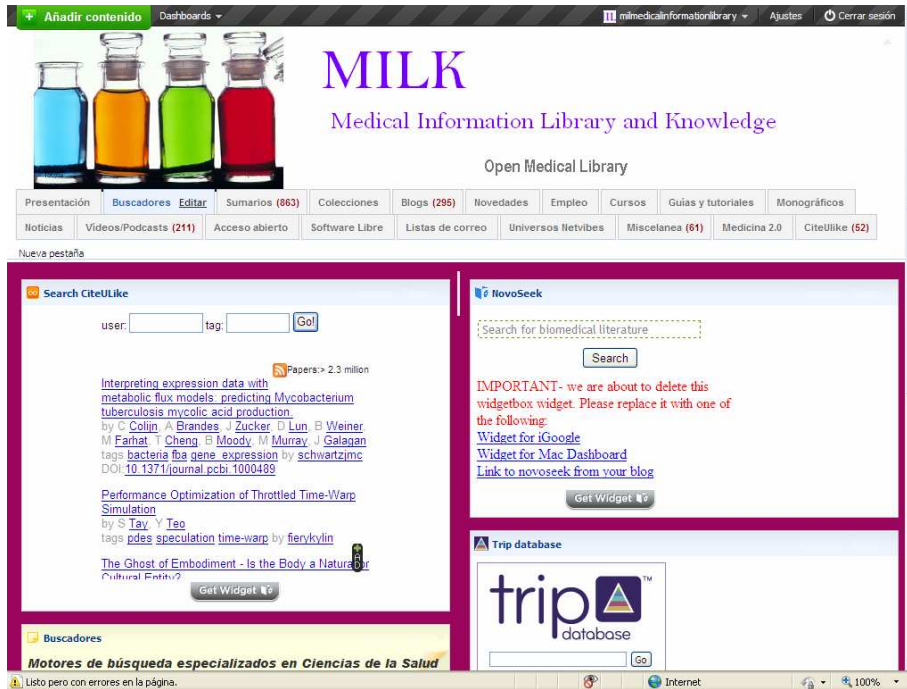 Añadir contenido Dashboards milmedicalinformationlibrary Ajustes Cerrar sesión
MILK
Medical Information Library and Knowledge
Open Medical Library
Presentación Buscadores Editar Sumarios (863) Colecciones Blogs (295) Novedades Empleo Cursos Guias y tutoriales Monográficos
Noticias Vídeos/Podcasts (211) Acceso abierto Software Libre Listas de correo Universos Netvibes Miscelanea (61) Medicina 2.0 CiteUlike (52)
Nueva pestaña
Search CiteULike
user: tag: Go!
Papers:> 2.3 milion
Interpreting expression data with
metabolic flux models: predicting Mycobacterium
tuberculosis mycolic acid production.
by C Colijn, A Brandes, J Zucker, D Lun, B Weiner,
M Farhat, T Cheng, B Moody, M Murray, J Galagan
tags bacteria fba gene_expression by schwartzjmc
DOI:10.1371/journal.pcbi.1000489
Performance Optimization of Throttled Time-Warp
Simulation
by S Tay, Y Teo
tags pdes speculation time-warp by fierykylin
The Ghost of Embodiment - Is the Body a Natural or
Cultural Entity?
Get Widget
Buscadores
Motores de búsqueda especializados en Ciencias de la Salud
NovoSeek
Search for biomedical literature
Search
IMPORTANT- we are about to delete this
widgetbox widget. Please replace it with one of
the following:
Widget for iGoogle
Widget for Mac Dashboard
Link to novoseek from your blog
Get Widget
Trip database
trip TM
database
Go
Listo pero con errores en la página. Internet 100%